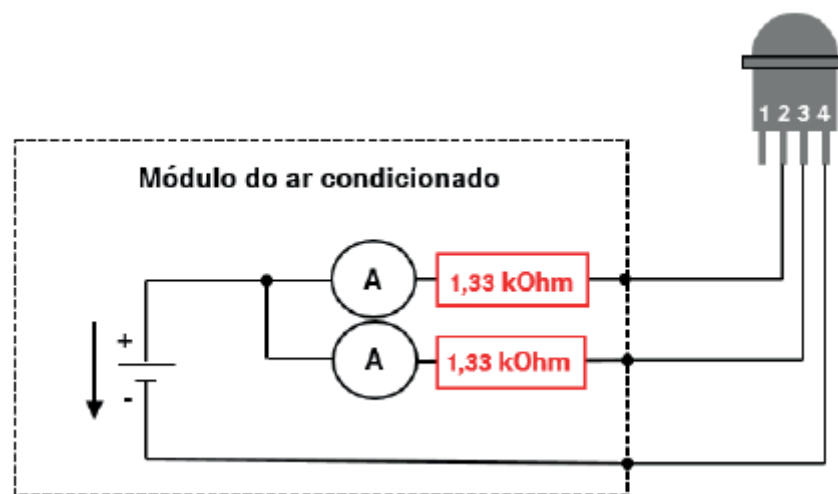 1 2 3 4
Módulo do ar condicionado
A
1,33 kOhm
A
1,33 kOhm
+
-